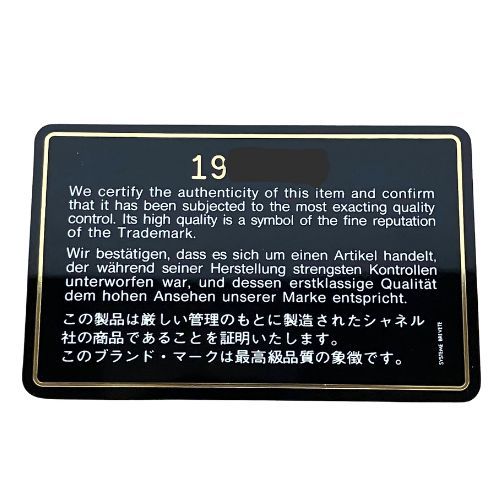 19
We certify the authenticity of this item and confirm
that it has been subjected to the most exacting quality
control. Its high quality is a symbol of the fine reputation
of the Trademark.
Wir bestätigen, dass es sich um einen Artikel handelt,
der während seiner Herstellung strengsten Kontrollen
unterworfen war, und dessen erstklassige Qualität
dem hohen Ansehen unserer Marke entspricht.
この製品は厳しい管理のもとに製造されたシャネル
社の商品であることを証明いたします。
このブランド・マークは最高級品質の象徴です。
SYSTEME BREVETE